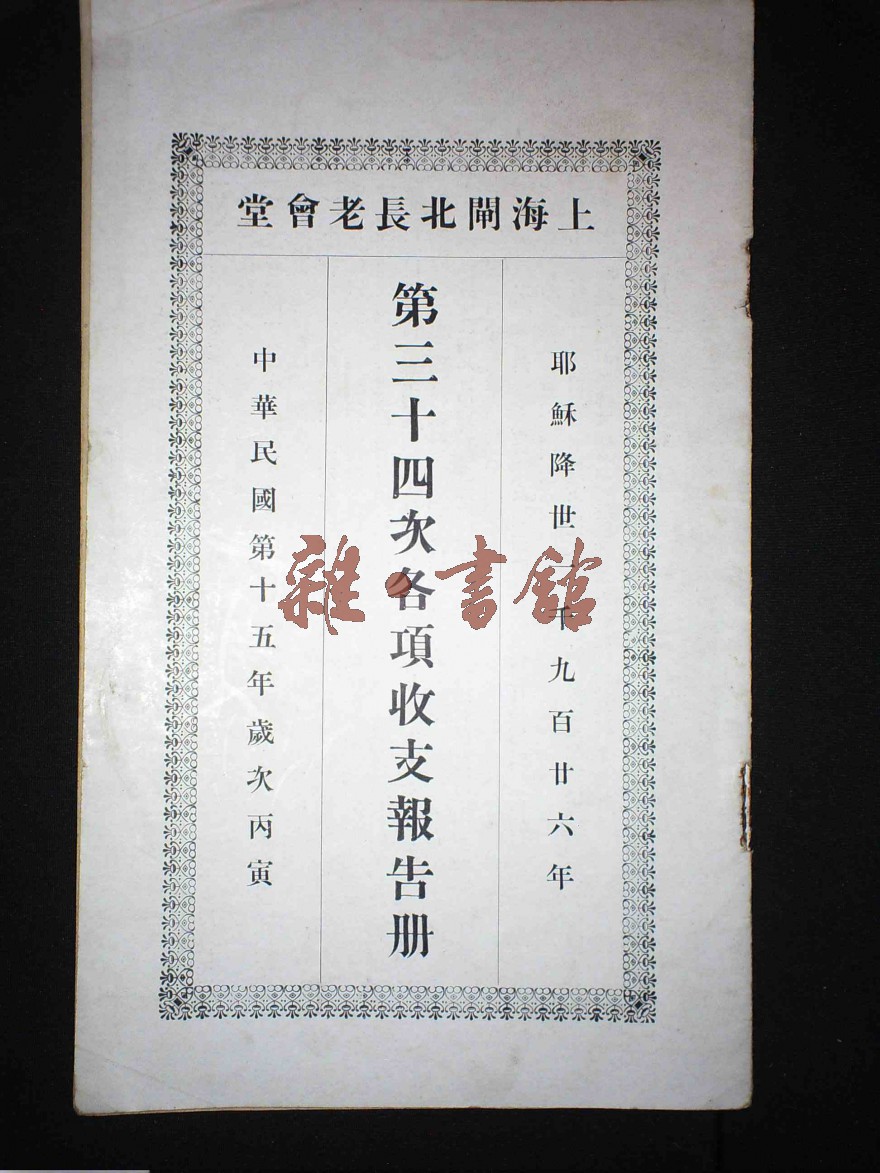 上海閘北長老會堂
耶穌降世一千九百廿六年
第三十四次各項收支報告册
中華民國第十五年歲次丙寅
雜·書館